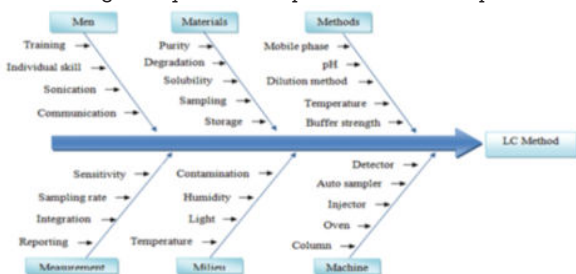 Men
Materials
Methods
Training
Individual skill
Sonication
Communication
Purity
Degradation
Solubility
Sampling
Storage
Mobile phase
pH
Dilution method
Temperature
Buffer strength
LC Method
Sensitivity
Sampling rate
Integration
Reporting
Contamination
Humidity
Light
Temperature
Detector
Auto sampler
Injector
Oven
Column
Measurement
Milieu
Machine